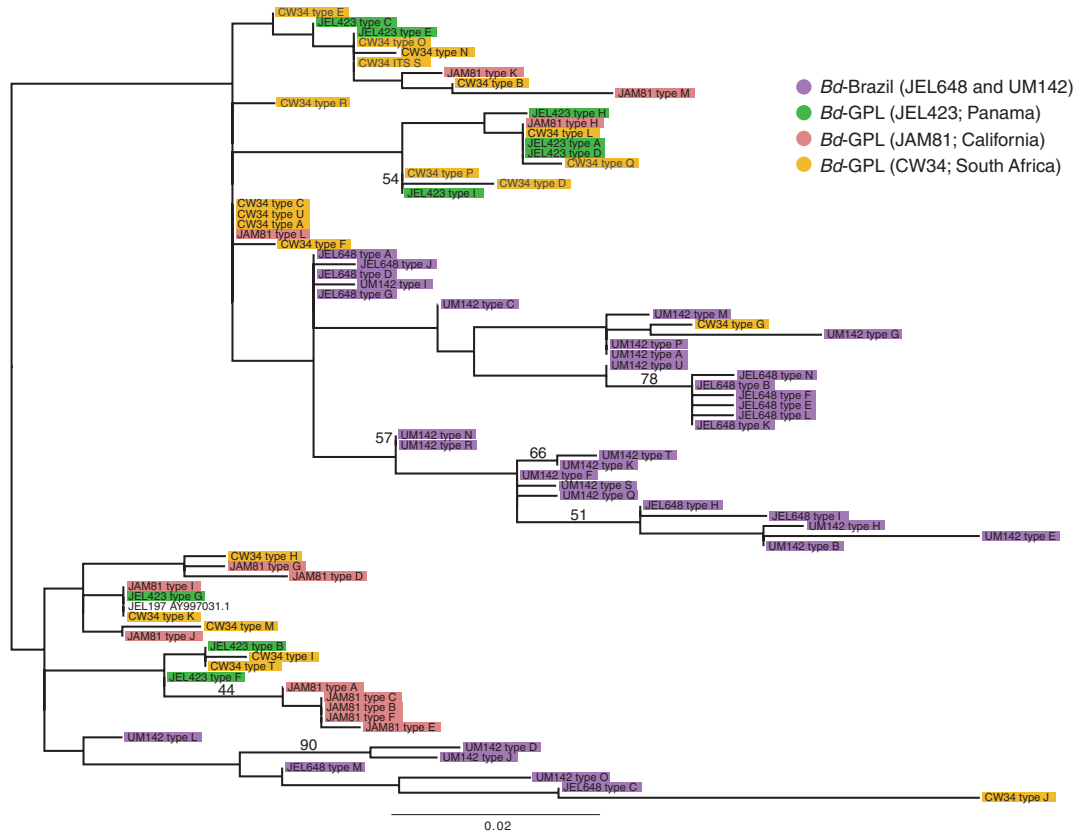 CW34 type E
JEL423 type C
JEL423 type E
CW34 type O
CW34 type N
CW34 ITS S
JAM81 type K
CW34 type B
JAM81 type M
CW34 type R
JEL423 type H
JAM81 type H
CW34 type L
JEL423 type A
JEL423 type D
CW34 type Q
CW34 type P
54
CW34 type D
JEL423 type I
CW34 type C
CW34 type U
CW34 type A
JAM81 type L
CW34 type F
JEL648 type A
JEL648 type J
JEL648 type D
UM142 type I
JEL648 type G
UM142 type C
UM142 type M
CW34 type G
UM142 type G
UM142 type P
UM142 type A
UM142 type U
78
JEL648 type N
JEL648 type B
JEL648 type F
JEL648 type E
JEL648 type L
JEL648 type K
57
UM142 type N
UM142 type R
66
UM142 type T
UM142 type K
UM142 type F
UM142 type S
UM142 type Q
JEL648 type H
51
JEL648 type I
UM142 type H
UM142 type E
UM142 type B
CW34 type H
JAM81 type G
JAM81 type D
JAM81 type I
JEL423 type G
JEL197 AY997031.1
CW34 type K
CW34 type M
JAM81 type J
JEL423 type B
CW34 type I
CW34 type T
JEL423 type F
44
JAM81 type A
JAM81 type C
JAM81 type B
JAM81 type F
JAM81 type E
UM142 type L
90
UM142 type D
UM142 type J
JEL648 type M
UM142 type O
JEL648 type C
CW34 type J
0.02
Bd-Brazil (JEL648 and UM142)
Bd-GPL (JEL423; Panama)
Bd-GPL (JAM81; California)
Bd-GPL (CW34; South Africa)